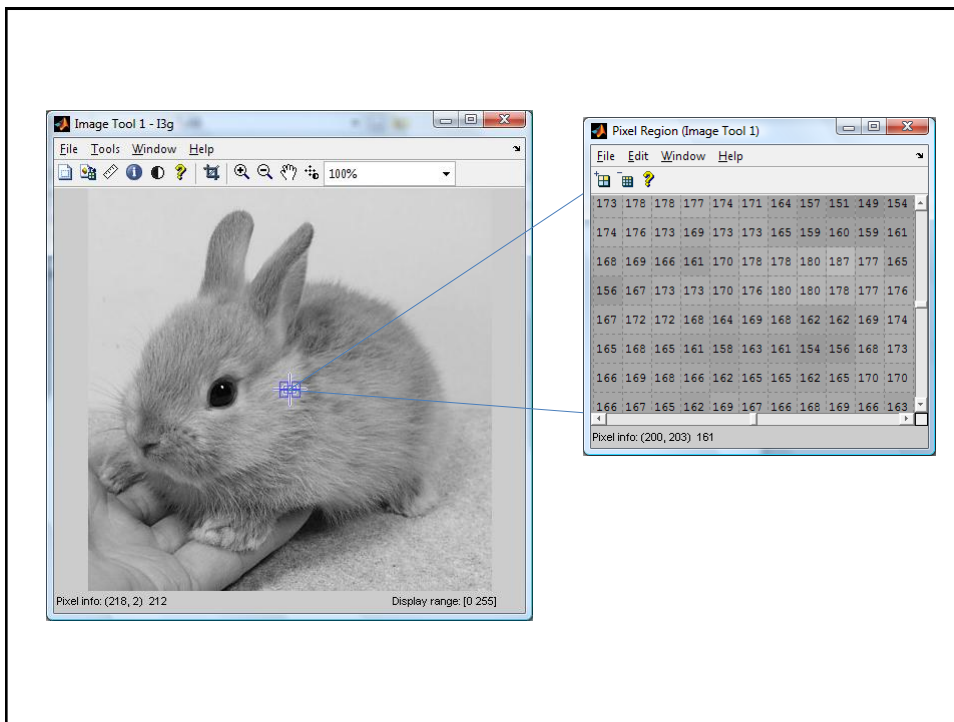 Image Tool 1 - I3g
File Tools Window Help
100%
Pixel info: (218, 2) 212
Display range: [0 255]
Pixel Region (Image Tool 1)
File Edit Window Help
173 178 178 177 174 171 164 157 151 149 154
174 176 173 169 173 173 165 159 160 159 161
168 169 166 161 170 178 178 180 187 177 165
156 167 173 173 170 176 180 180 178 177 176
167 172 172 168 164 169 168 162 162 169 174
165 168 165 161 158 163 161 154 156 168 173
166 169 168 166 162 165 165 162 165 170 170
166 167 165 162 169 167 166 168 169 166 163
Pixel info: (200, 203) 161